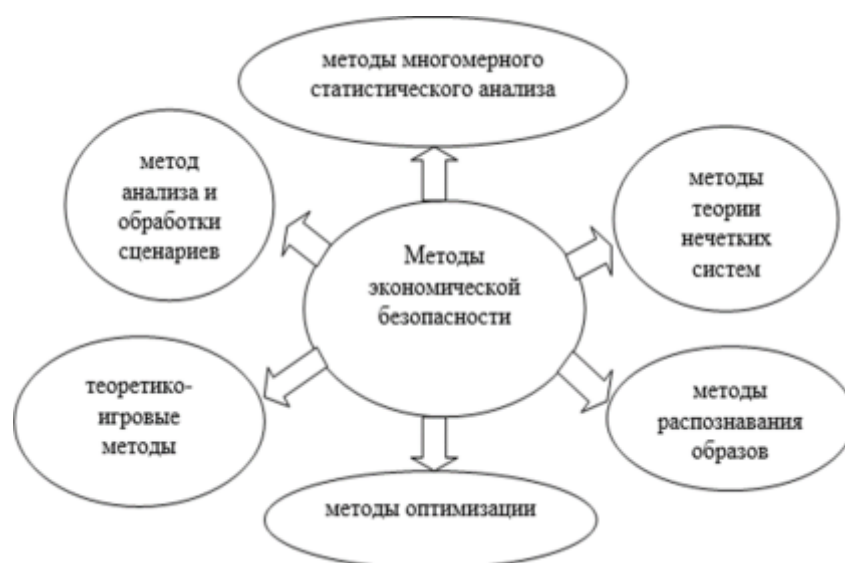 методы многомерного
статистического анализа
метод
анализа и
обработки
сценариев
методы
теории
нечетких
систем
Методы
экономической
безопасности
теоретико-
игровые
методы
методы
распознавания
образов
методы оптимизации